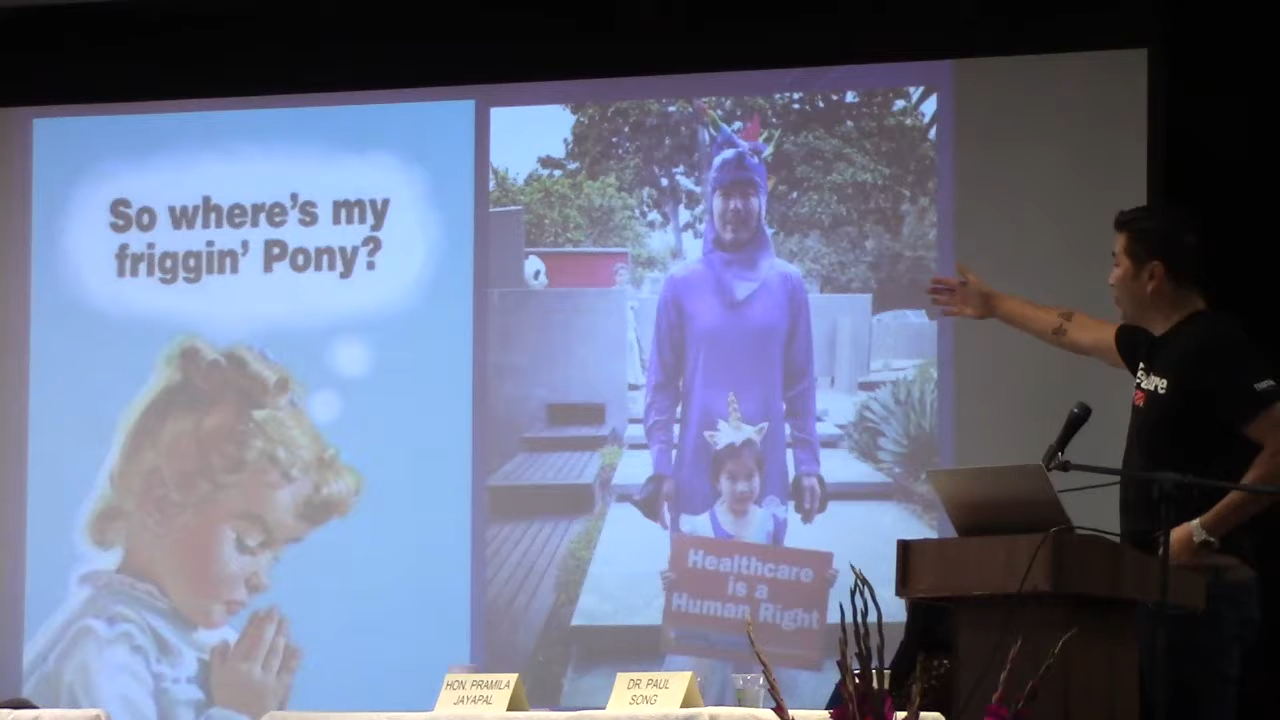 So where's my
friggin' Pony?
Healthcare
is a
Human Right
HON. PRAMILA
JAYAPAL
DR. PAUL
SONG